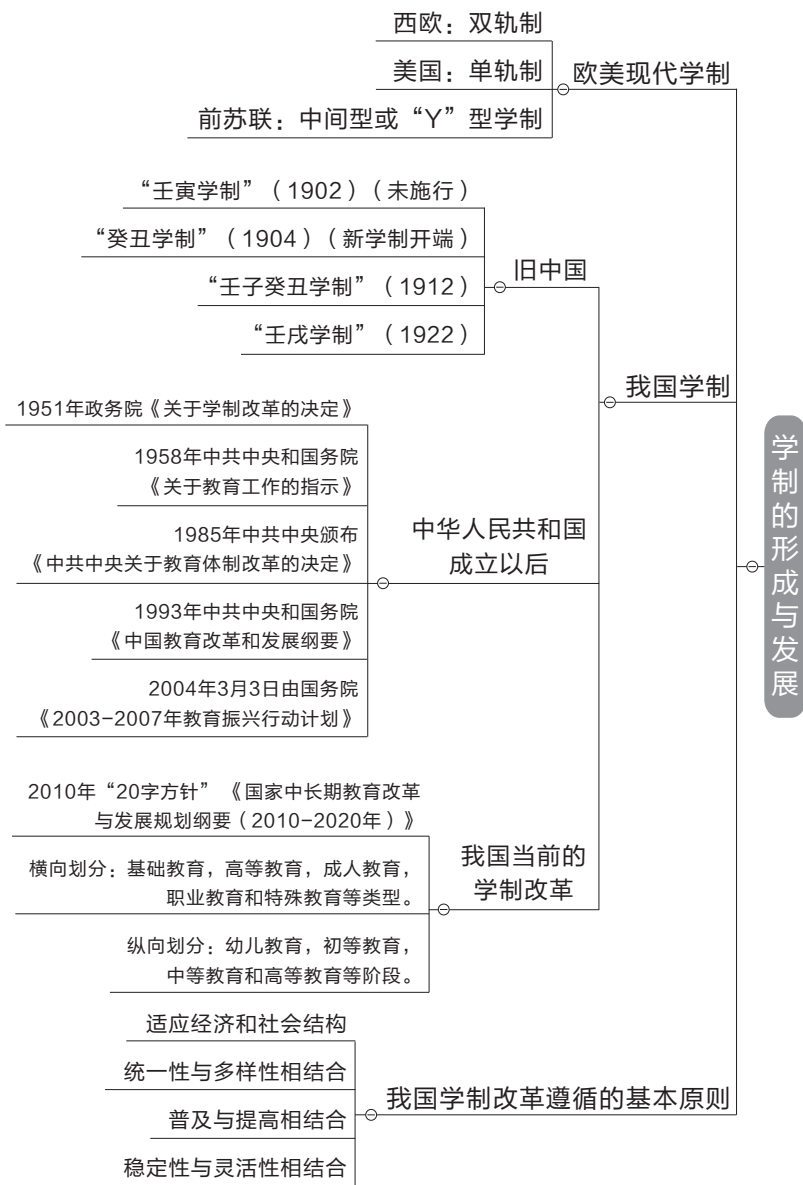 西欧：双轨制
美国：单轨制
前苏联：中间型或“Y”型学制
欧美现代学制
“壬寅学制”（1902）（未施行）
“癸丑学制”（1904）（新学制开端）
“壬子癸丑学制”（1912）
“壬戌学制”（1922）
旧中国
我国学制
1951年政务院《关于学制改革的决定》
1958年中共中央和国务院
《关于教育工作的指示》
1985年中共中央颁布
《中共中央关于教育体制改革的决定》
1993年中共中央和国务院
《中国教育改革和发展纲要》
2004年3月3日由国务院
《2003-2007年教育振兴行动计划》
中华人民共和国
成立以后
学制的形成与发展
2010年“20字方针”《国家中长期教育改革
与发展规划纲要（2010-2020年）》
横向划分：基础教育，高等教育，成人教育，
职业教育和特殊教育等类型。
纵向划分：幼儿教育，初等教育，
中等教育和高等教育等阶段。
我国当前的
学制改革
适应经济和社会结构
统一性与多样性相结合
普及与提高相结合
稳定性与灵活性相结合
我国学制改革遵循的基本原则